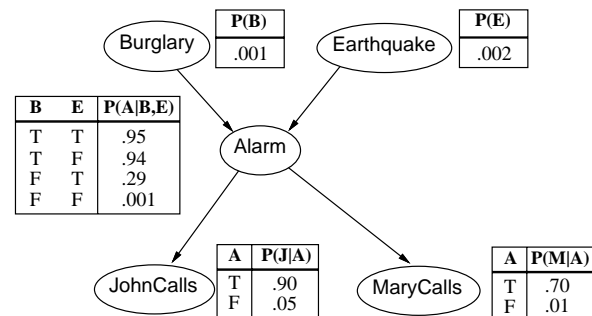 Burglary
P(B)
.001
Earthquake
P(E)
.002
B E P(A|B,E)
T T .95
T F .94
F T .29
F F .001
Alarm
JohnCalls
A P(J|A)
T .90
F .05
MaryCalls
A P(M|A)
T .70
F .01